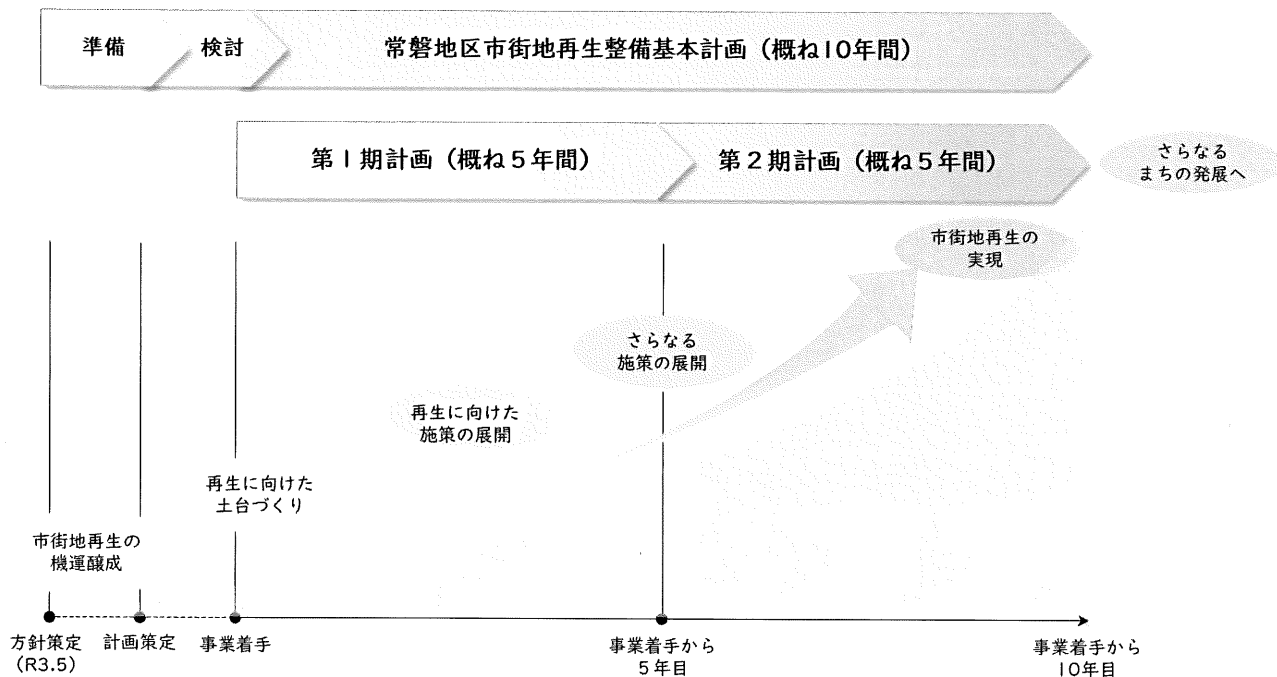 準備
検討
常磐地区市街地再生整備基本計画（概ね10年間）
第１期計画（概ね５年間）
第２期計画（概ね５年間）
さらなる
まちの発展へ
市街地再生の
実現
さらなる
施策の展開
再生に向けた
施策の展開
再生に向けた
土台づくり
市街地再生の
機運醸成
方針策定
(R3.5)
計画策定
事業着手
事業着手から
５年目
事業着手から
10年目